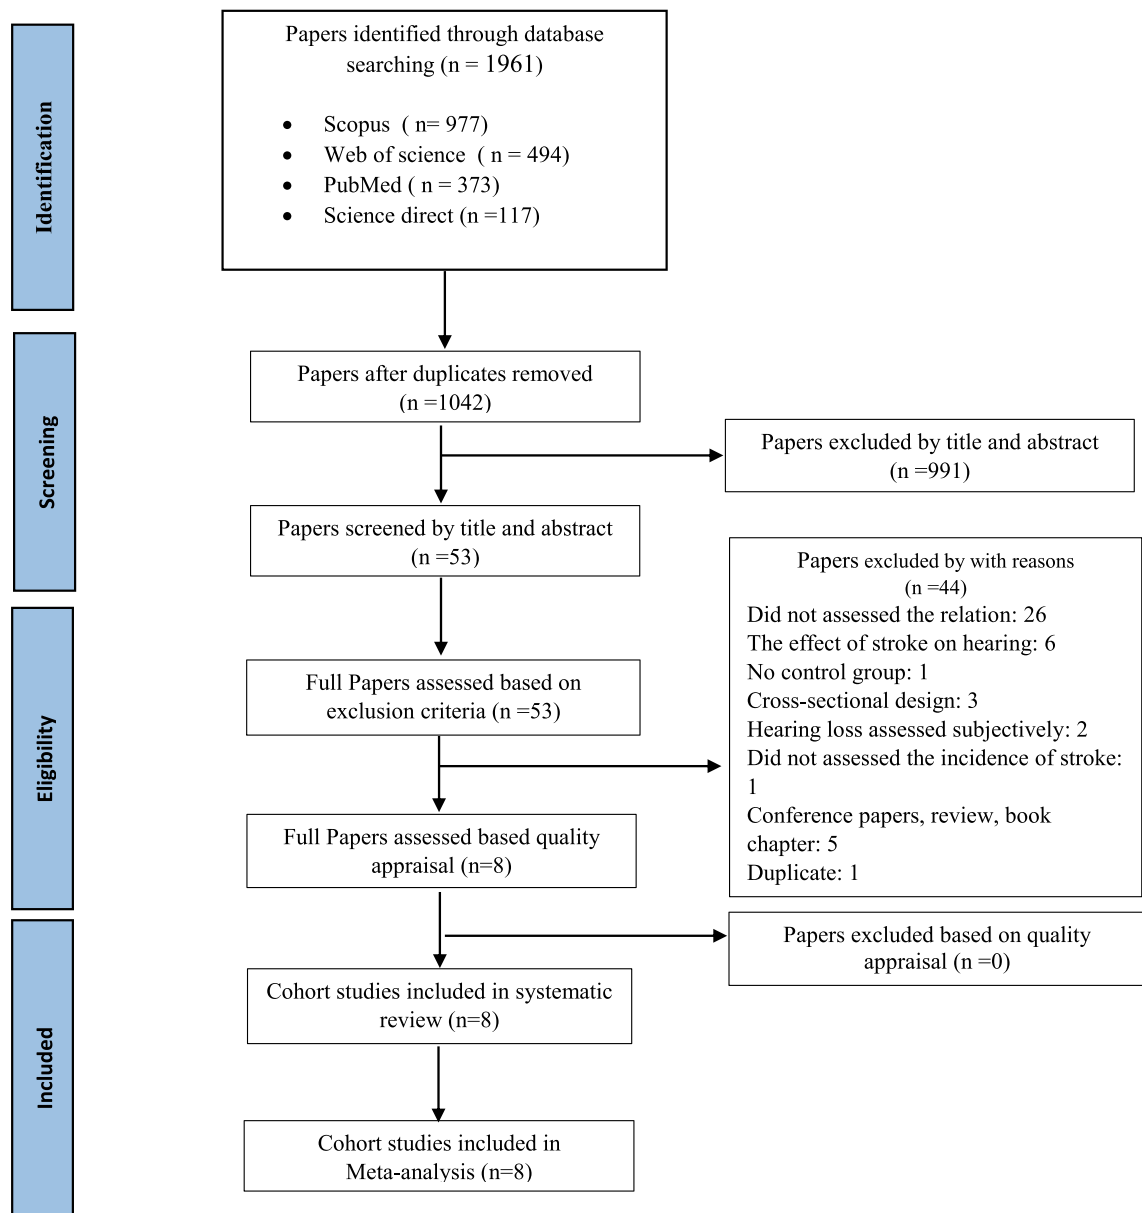 Identification
Papers identified through database
searching (n = 1961)
• Scopus ( n= 977)
• Web of science ( n = 494)
• PubMed ( n = 373)
• Science direct (n =117)
Screening
Papers after duplicates removed
(n =1042)
Papers excluded by title and abstract
(n =991)
Papers screened by title and abstract
(n =53)
Eligibility
Full Papers assessed based on
exclusion criteria (n =53)
Papers excluded by with reasons
(n =44)
Did not assessed the relation: 26
The effect of stroke on hearing: 6
No control group: 1
Cross-sectional design: 3
Hearing loss assessed subjectively: 2
Did not assessed the incidence of stroke:
1
Conference papers, review, book
chapter: 5
Duplicate: 1
Full Papers assessed based quality
appraisal (n=8)
Included
Papers excluded based on quality
appraisal (n =0)
Cohort studies included in systematic
review (n=8)
Cohort studies included in
Meta-analysis (n=8)